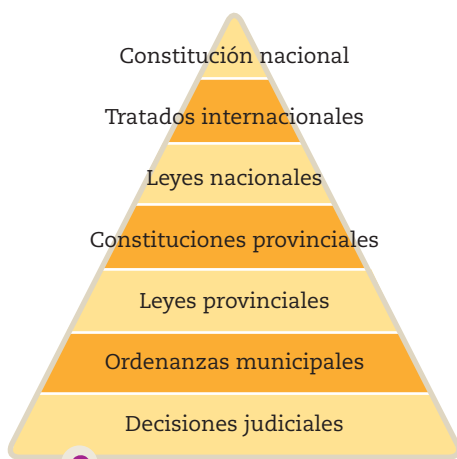 Constitución nacional
Tratados internacionales
Leyes nacionales
Constituciones provinciales
Leyes provinciales
Ordenanzas municipales
Decisiones judiciales